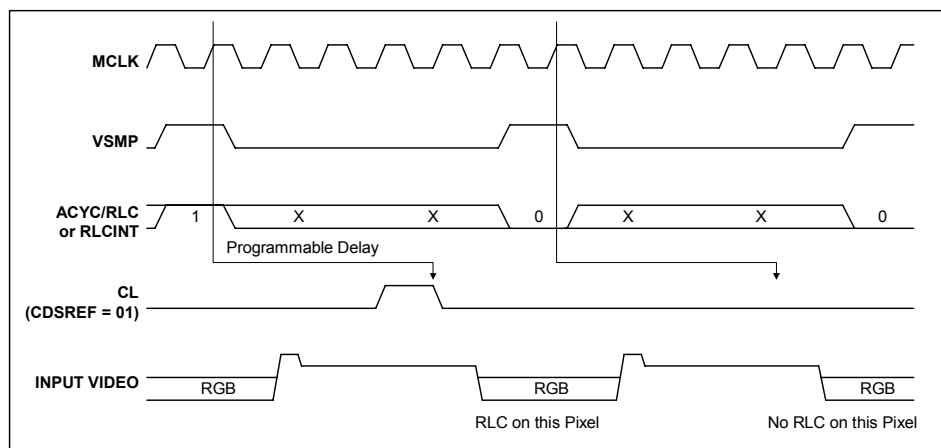 MCLK
VSMP
ACYC/RLC
or RLCINT
1 X X 0 X X 0
Programmable Delay
CL
(CDSREF = 01)
INPUT VIDEO
RGB RGB RGB
RLC on this Pixel No RLC on this Pixel